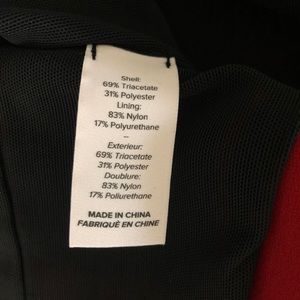 Shell:
69% Triacetate
31% Polyester
Lining:
83% Nylon
17% Polyurethane
–
Exterieur:
69% Triacetate
31% Polyester
Doublure:
83% Nylon
17% Poliurethane
MADE IN CHINA
FABRIQUÉ EN CHINE